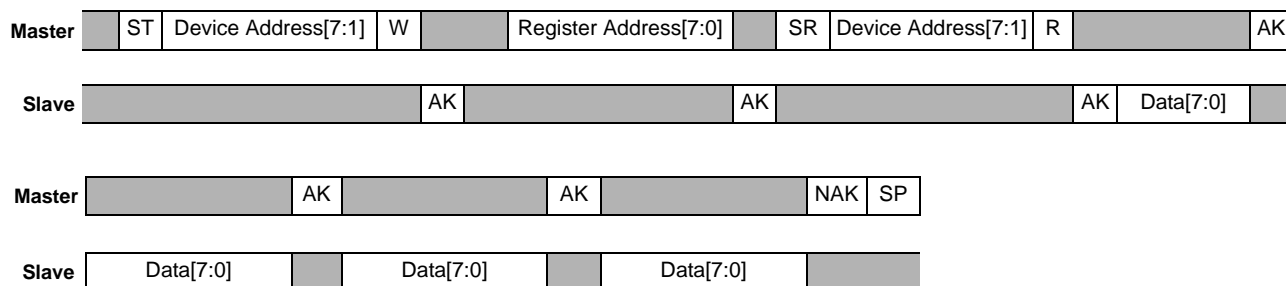 Master ST Device Address[7:1] W Register Address[7:0] SR Device Address[7:1] R AK
Slave AK AK AK Data[7:0]
Master AK AK NAK SP
Slave Data[7:0] Data[7:0] Data[7:0]